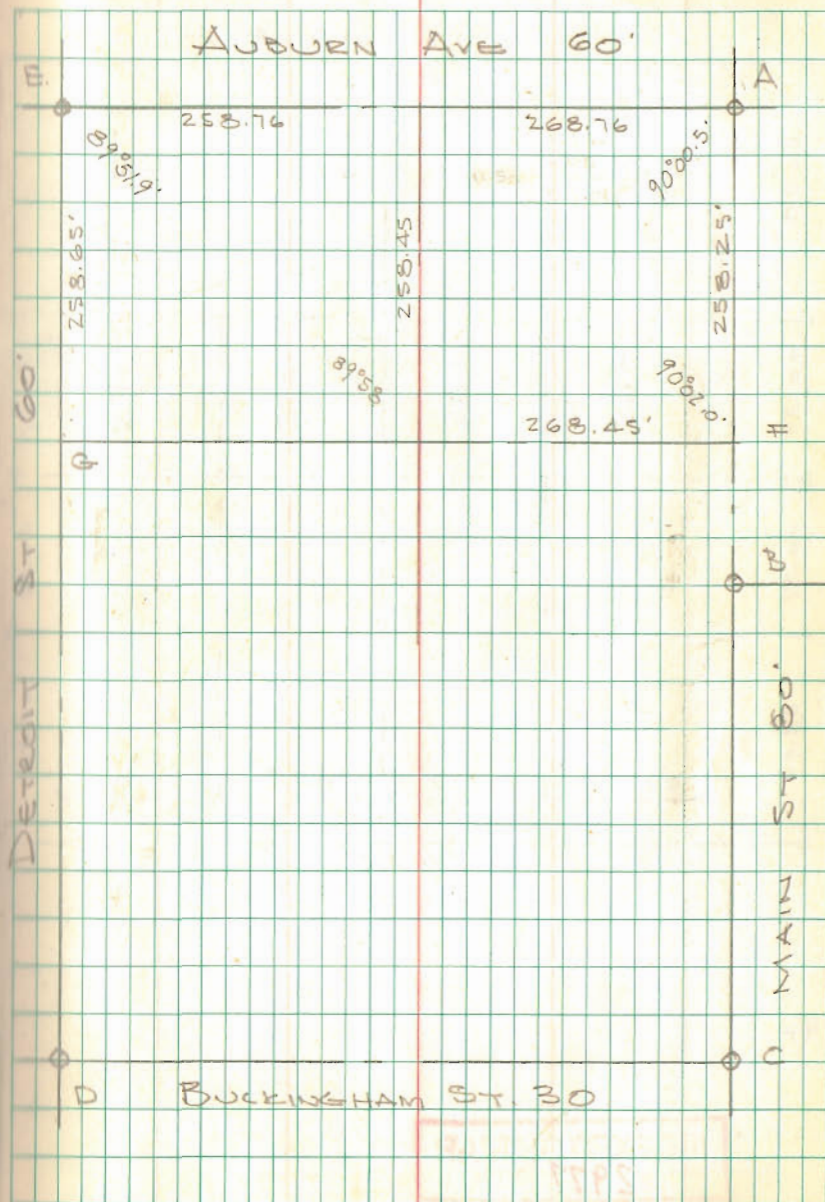 AUBURN AVE 60'
E.
A
258.76
268.76
89°51.9'
90°00.5'
258.65'
258.45
258.25'
89°58
90°02.0'
268.45'
G
H
DETROIT ST 60'
B
MAIN ST 60'
C
D
BUCKINGHAM ST. 30
2977